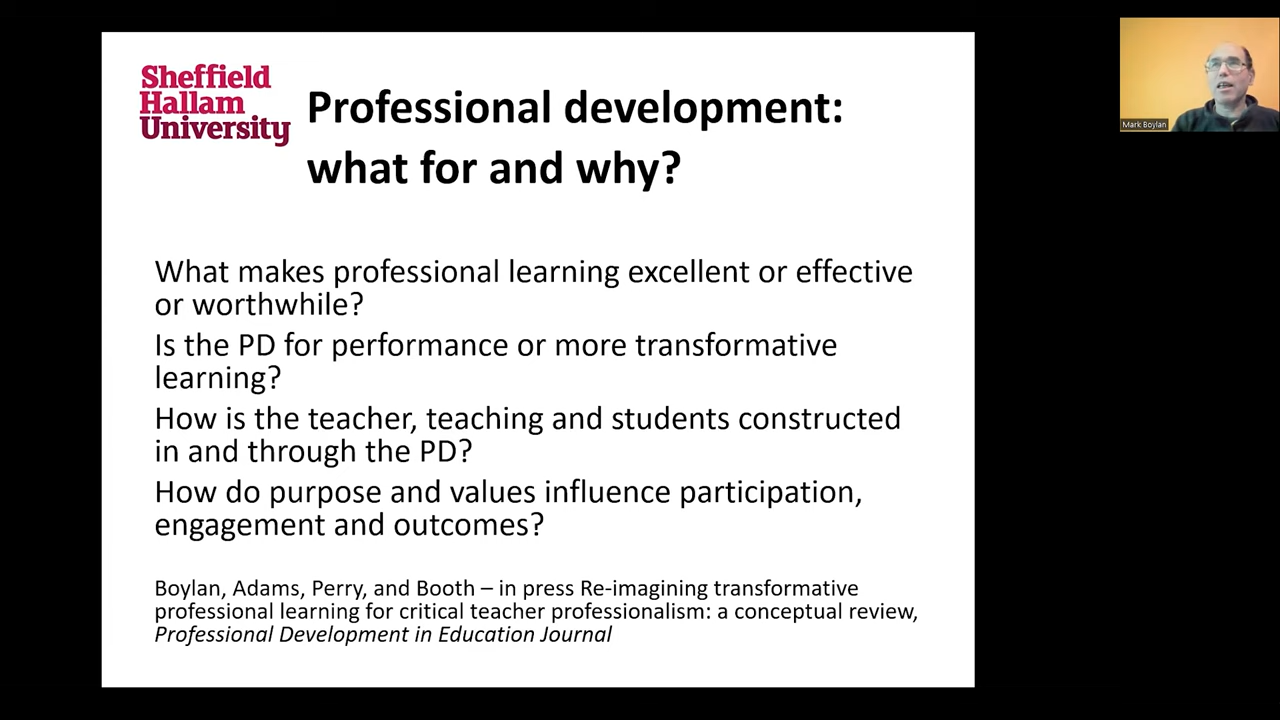 Sheffield
Hallam
University
Professional development:
what for and why?
What makes professional learning excellent or effective
or worthwhile?
Is the PD for performance or more transformative
learning?
How is the teacher, teaching and students constructed
in and through the PD?
How do purpose and values influence participation,
engagement and outcomes?
Boylan, Adams, Perry, and Booth – in press Re-imagining transformative
professional learning for critical teacher professionalism: a conceptual review,
Professional Development in Education Journal
Mark Boylan